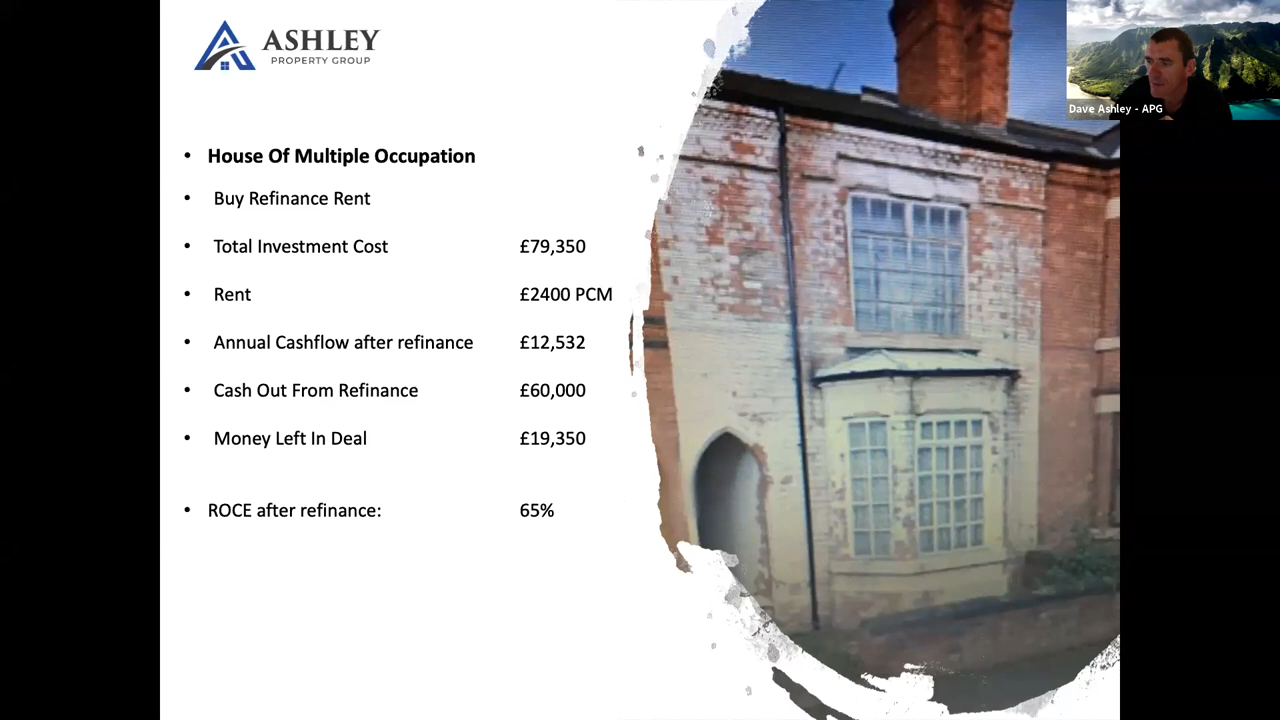 ASHLEY
PROPERTY GROUP
Dave Ashley - APG
• House Of Multiple Occupation
• Buy Refinance Rent
• Total Investment Cost £79,350
• Rent £2400 PCM
• Annual Cashflow after refinance £12,532
• Cash Out From Refinance £60,000
• Money Left In Deal £19,350
• ROCE after refinance: 65%